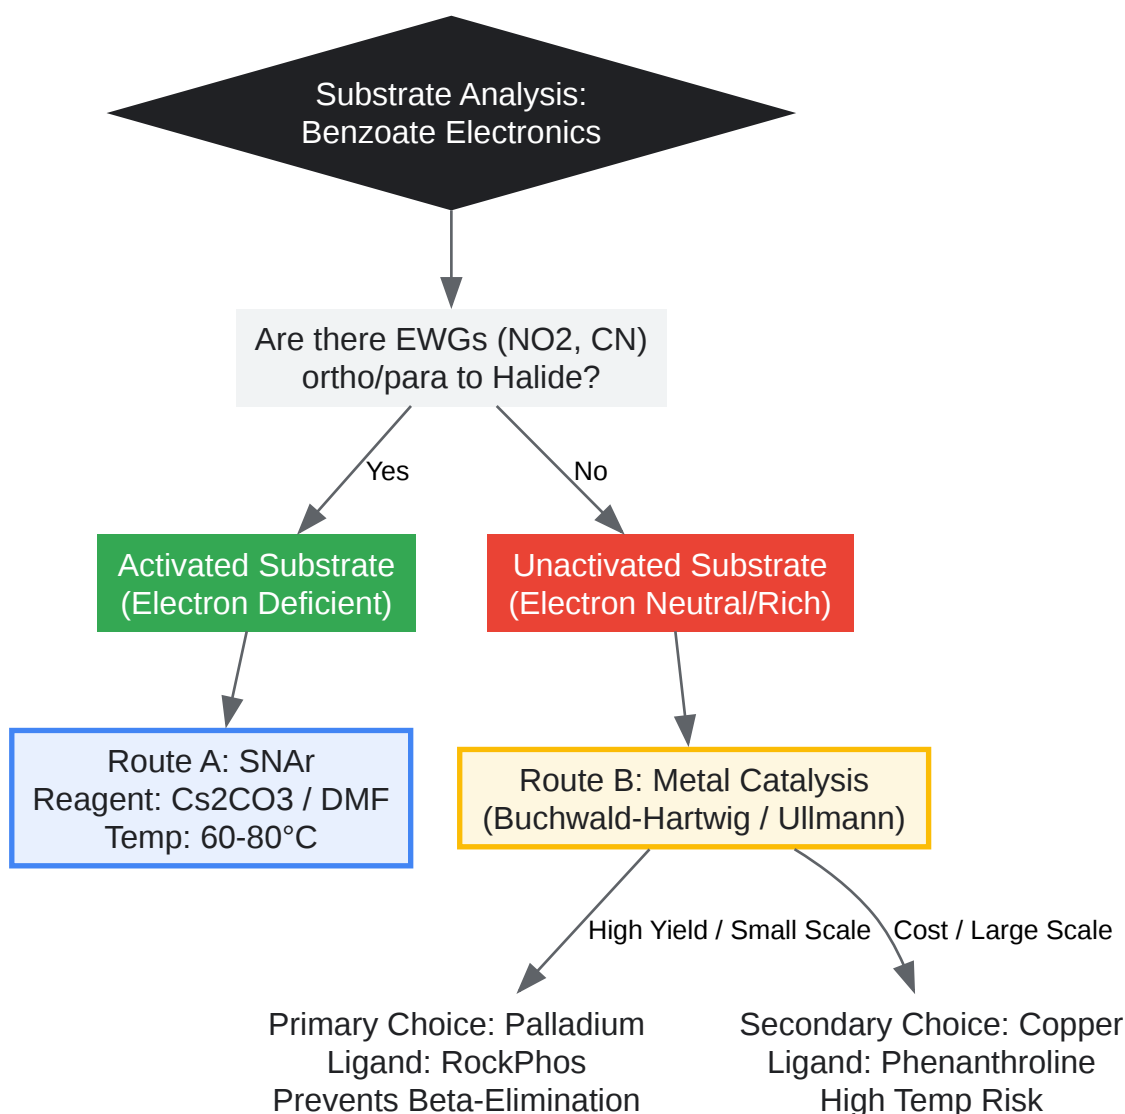 Substrate Analysis:
Benzoate Electronics
Are there EWGs (NO2, CN)
ortho/para to Halide?
Yes
No
Activated Substrate
(Electron Deficient)
Unactivated Substrate
(Electron Neutral/Rich)
Route A: SNAr
Reagent: Cs2CO3 / DMF
Temp: 60-80°C
Route B: Metal Catalysis
(Buchwald-Hartwig / Ullmann)
High Yield / Small Scale
Cost / Large Scale
Primary Choice: Palladium
Ligand: RockPhos
Prevents Beta-Elimination
Secondary Choice: Copper
Ligand: Phenanthroline
High Temp Risk